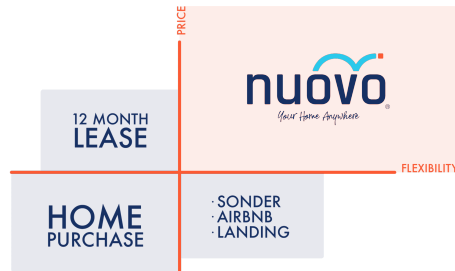 PRICE
nuovo®
Your Home Anywhere
12 MONTH
LEASE
FLEXIBILITY
HOME
PURCHASE
· SONDER
· AIRBNB
· LANDING